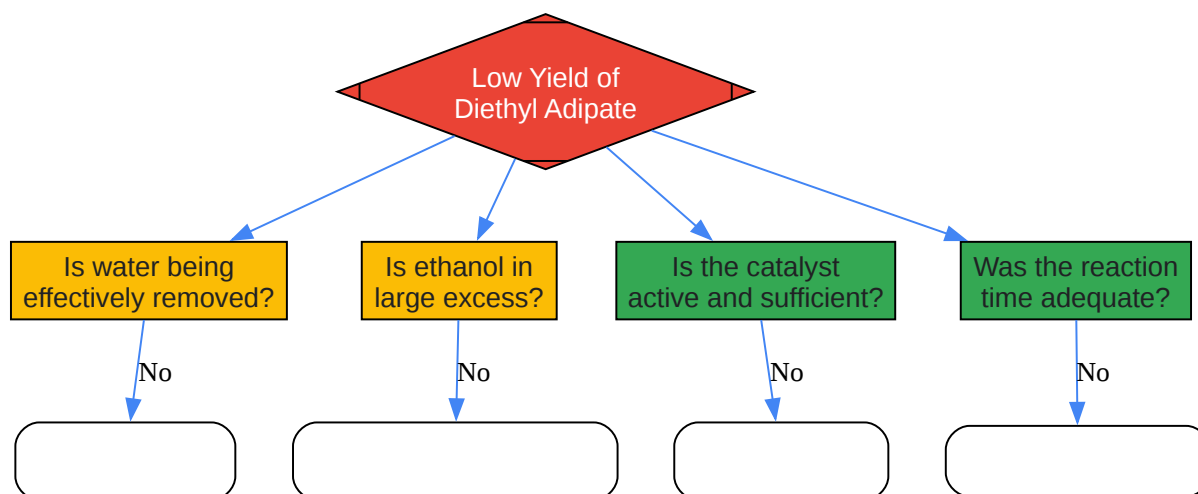 Low Yield of
Diethyl Adipate
Is water being
effectively removed?
Is ethanol in
large excess?
Is the catalyst
active and sufficient?
Was the reaction
time adequate?
No
No
No
No